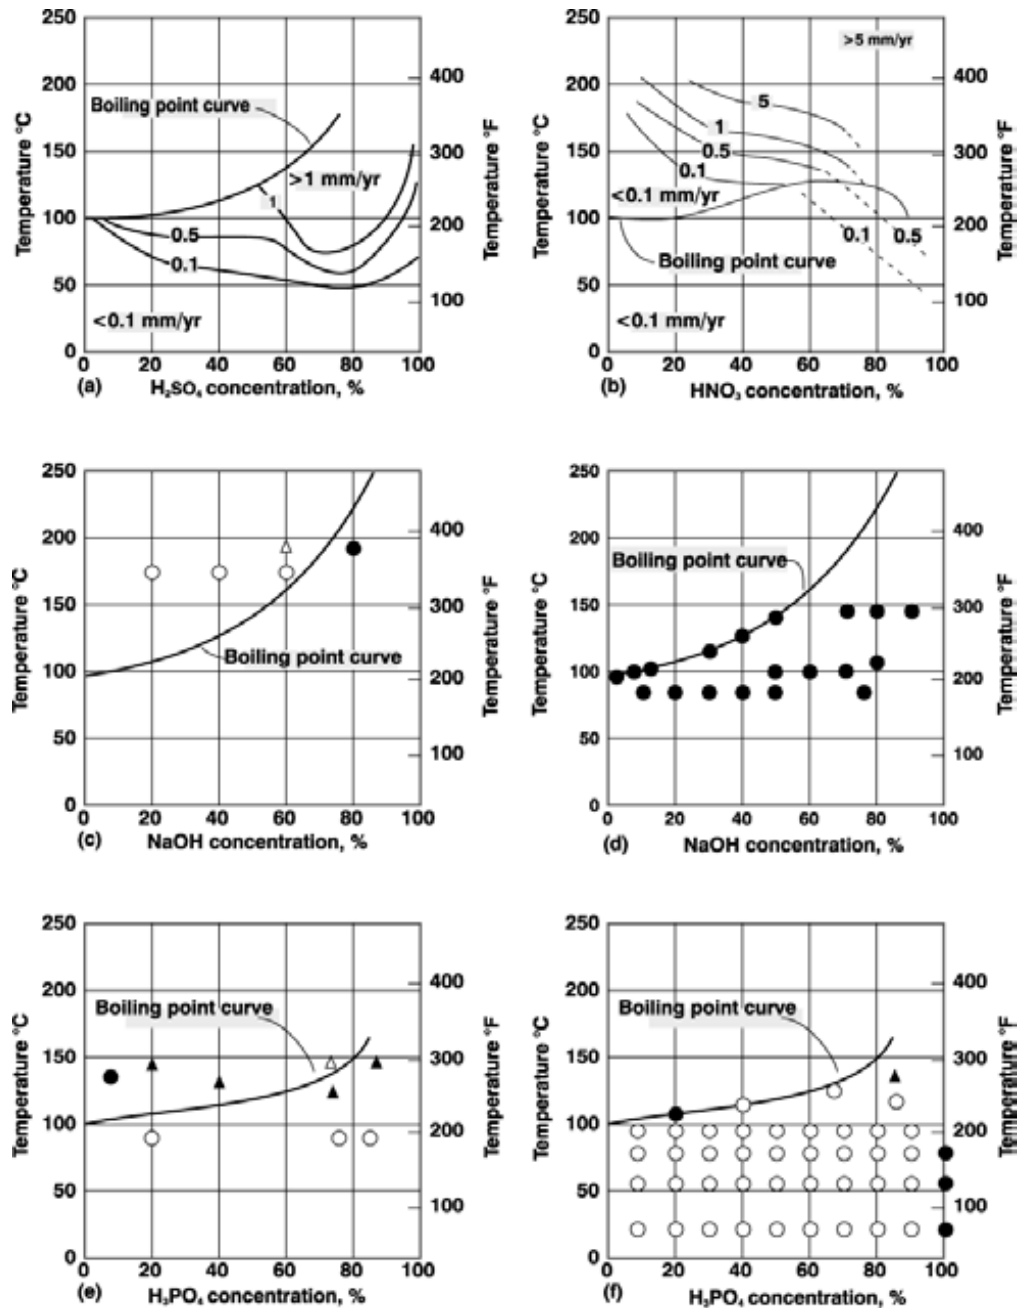 250
200
150
100
50
0
Temperature °C
Boiling point curve
>1 mm/yr
1
0.5
0.1
<0.1 mm/yr
400
300
200
100
Temperature °F
0 20 40 60 80 100
(a) H₂SO₄ concentration, %
250
200
150
100
50
0
Temperature °C
>5 mm/yr
5
1
0.5
0.1
<0.1 mm/yr
0.1
0.5
Boiling point curve
<0.1 mm/yr
400
300
200
100
Temperature °F
0 20 40 60 80 100
(b) HNO₃ concentration, %
250
200
150
100
50
0
Temperature °C
Boiling point curve
400
300
200
100
Temperature °F
0 20 40 60 80 100
(c) NaOH concentration, %
250
200
150
100
50
0
Temperature °C
Boiling point curve
400
300
200
100
Temperature °F
0 20 40 60 80 100
(d) NaOH concentration, %
250
200
150
100
50
0
Temperature °C
Boiling point curve
400
300
200
100
Temperature °F
0 20 40 60 80 100
(e) H₃PO₄ concentration, %
250
200
150
100
50
0
Temperature °C
Boiling point curve
400
300
200
100
Temperature °F
0 20 40 60 80 100
(f) H₃PO₄ concentration, %